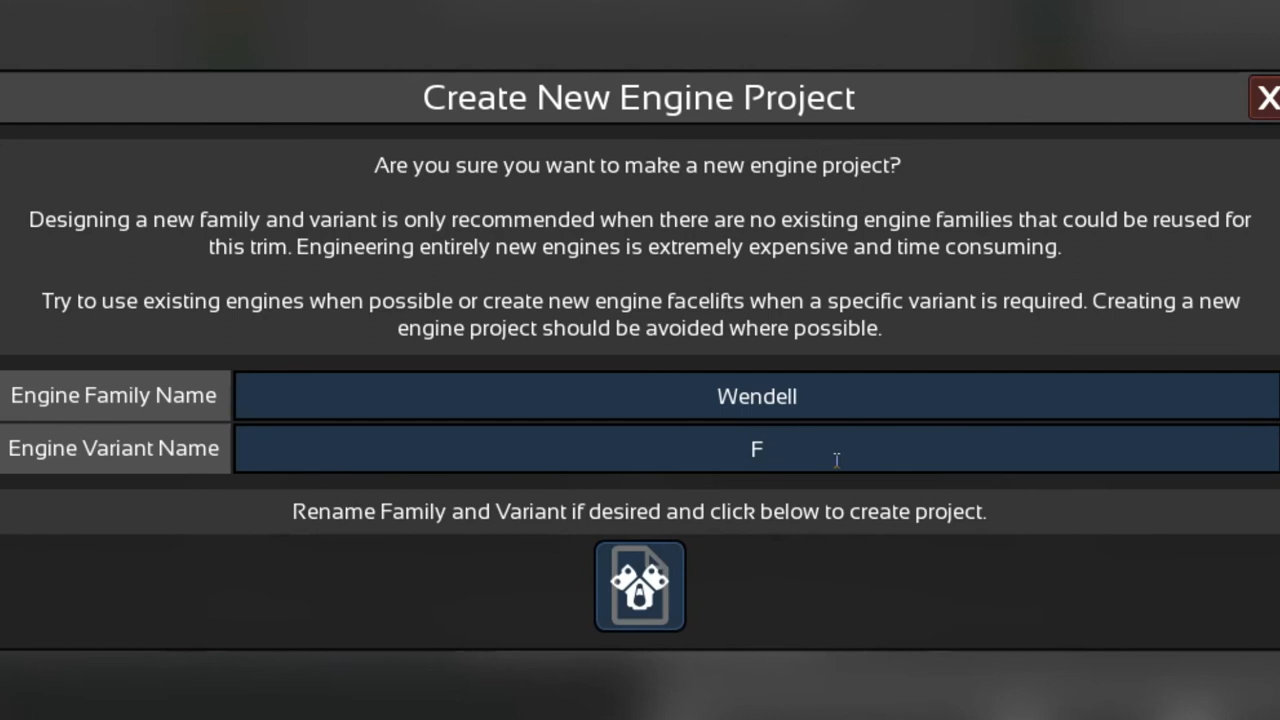 Create New Engine Project
X
Are you sure you want to make a new engine project?
Designing a new family and variant is only recommended when there are no existing engine families that could be reused for
this trim. Engineering entirely new engines is extremely expensive and time consuming.
Try to use existing engines when possible or create new engine facelifts when a specific variant is required. Creating a new
engine project should be avoided where possible.
Engine Family Name
Wendell
Engine Variant Name
F
Rename Family and Variant if desired and click below to create project.